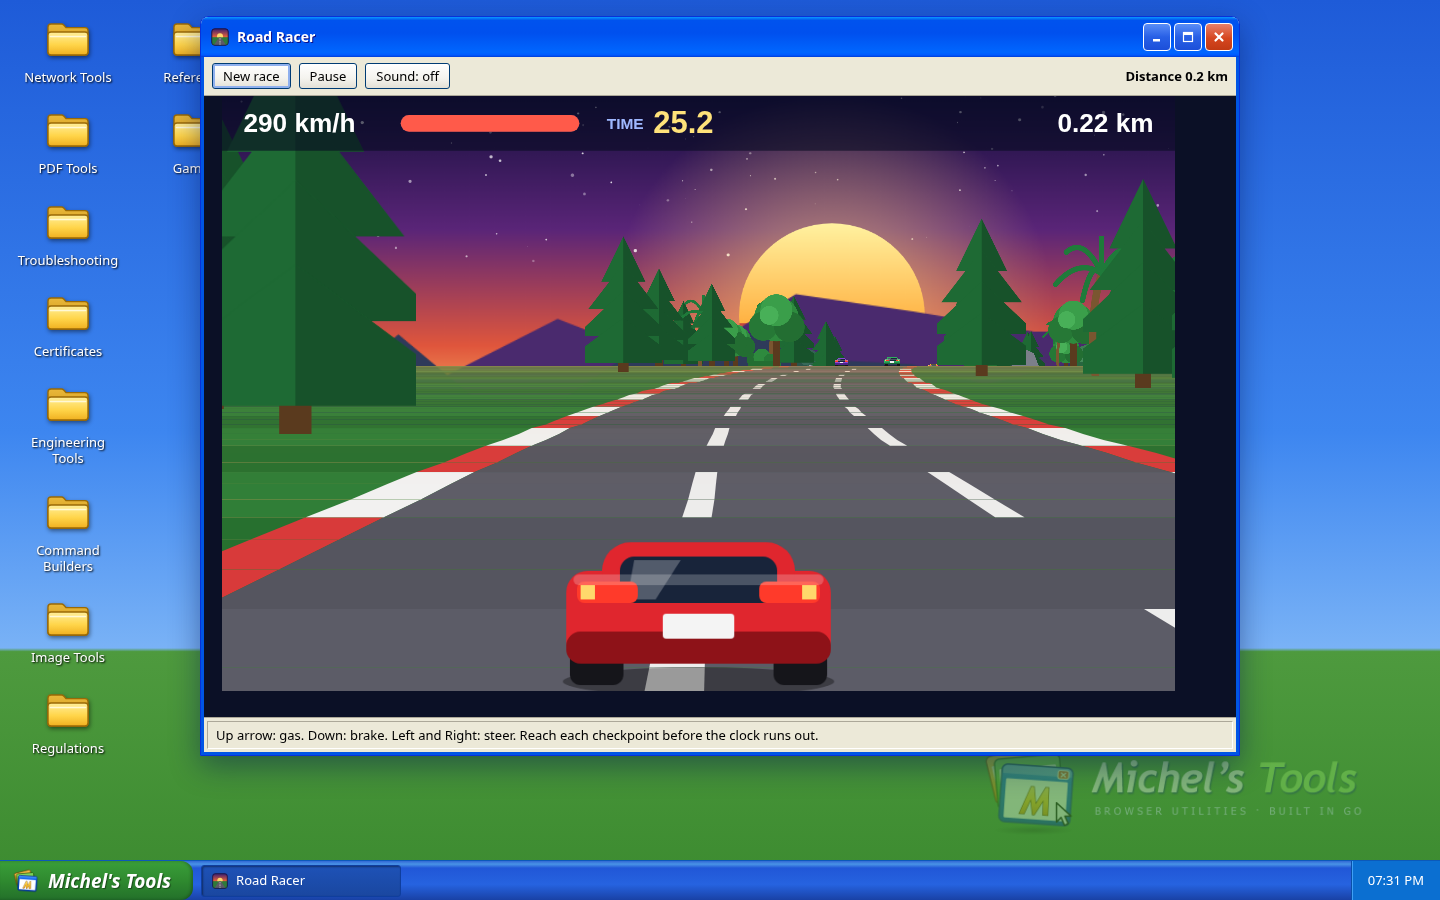 Road Racer
New race
Pause
Sound: off
Distance 0.2 km
290 km/h
TIME 25.2
0.22 km
Up arrow: gas. Down: brake. Left and Right: steer. Reach each checkpoint before the clock runs out.
Network Tools
PDF Tools
Troubleshooting
Certificates
Engineering
Tools
Command
Builders
Image Tools
Regulations
Michel's Tools
BROWSER UTILITIES · BUILT IN GO
Michel's Tools
Road Racer
07:31 PM